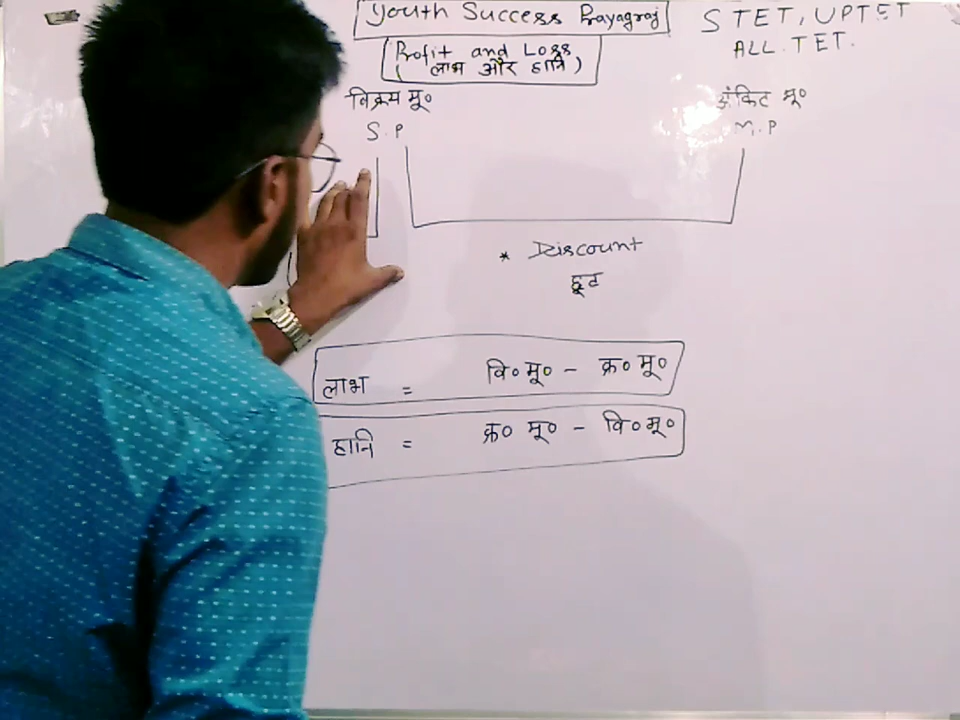 Youth Success Prayagraj
STET, UPTET
ALL. TET.
Profit and Loss
( लाभ और हानि )
विक्रय मू०
S.P
अंकित मू०
M.P
* Discount
छूट
लाभ = वि० मू० - क्र० मू०
हानि = क्र० मू० - वि० मू०